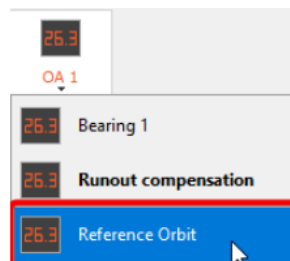 26.3
OA 1
26.3 Bearing 1
26.3 Runout compensation
26.3 Reference Orbit